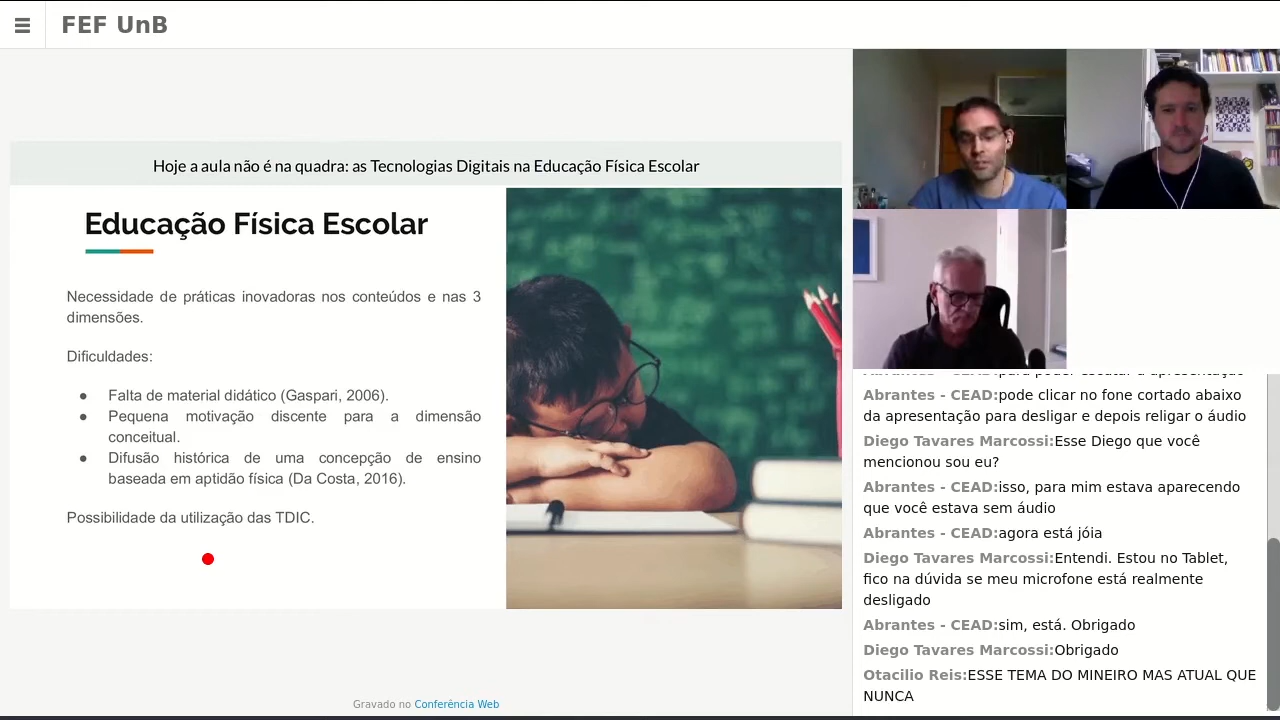 FEF UnB
Hoje a aula não é na quadra: as Tecnologias Digitais na Educação Física Escolar
Educação Física Escolar
Necessidade de práticas inovadoras nos conteúdos e nas 3
dimensões.
Dificuldades:
● Falta de material didático (Gaspari, 2006).
● Pequena motivação discente para a dimensão
conceitual.
● Difusão histórica de uma concepção de ensino
baseada em aptidão física (Da Costa, 2016).
Possibilidade da utilização das TDIC.
Gravado no Conferência Web
Abrantes - CEAD:para poder escutar a apresentação
Abrantes - CEAD:pode clicar no fone cortado abaixo
da apresentação para desligar e depois religar o áudio
Diego Tavares Marcossi:Esse Diego que você
mencionou sou eu?
Abrantes - CEAD:isso, para mim estava aparecendo
que você estava sem áudio
Abrantes - CEAD:agora está jóia
Diego Tavares Marcossi:Entendi. Estou no Tablet,
fico na dúvida se meu microfone está realmente
desligado
Abrantes - CEAD:sim, está. Obrigado
Diego Tavares Marcossi:Obrigado
Otacilio Reis:ESSE TEMA DO MINEIRO MAS ATUAL QUE
NUNCA